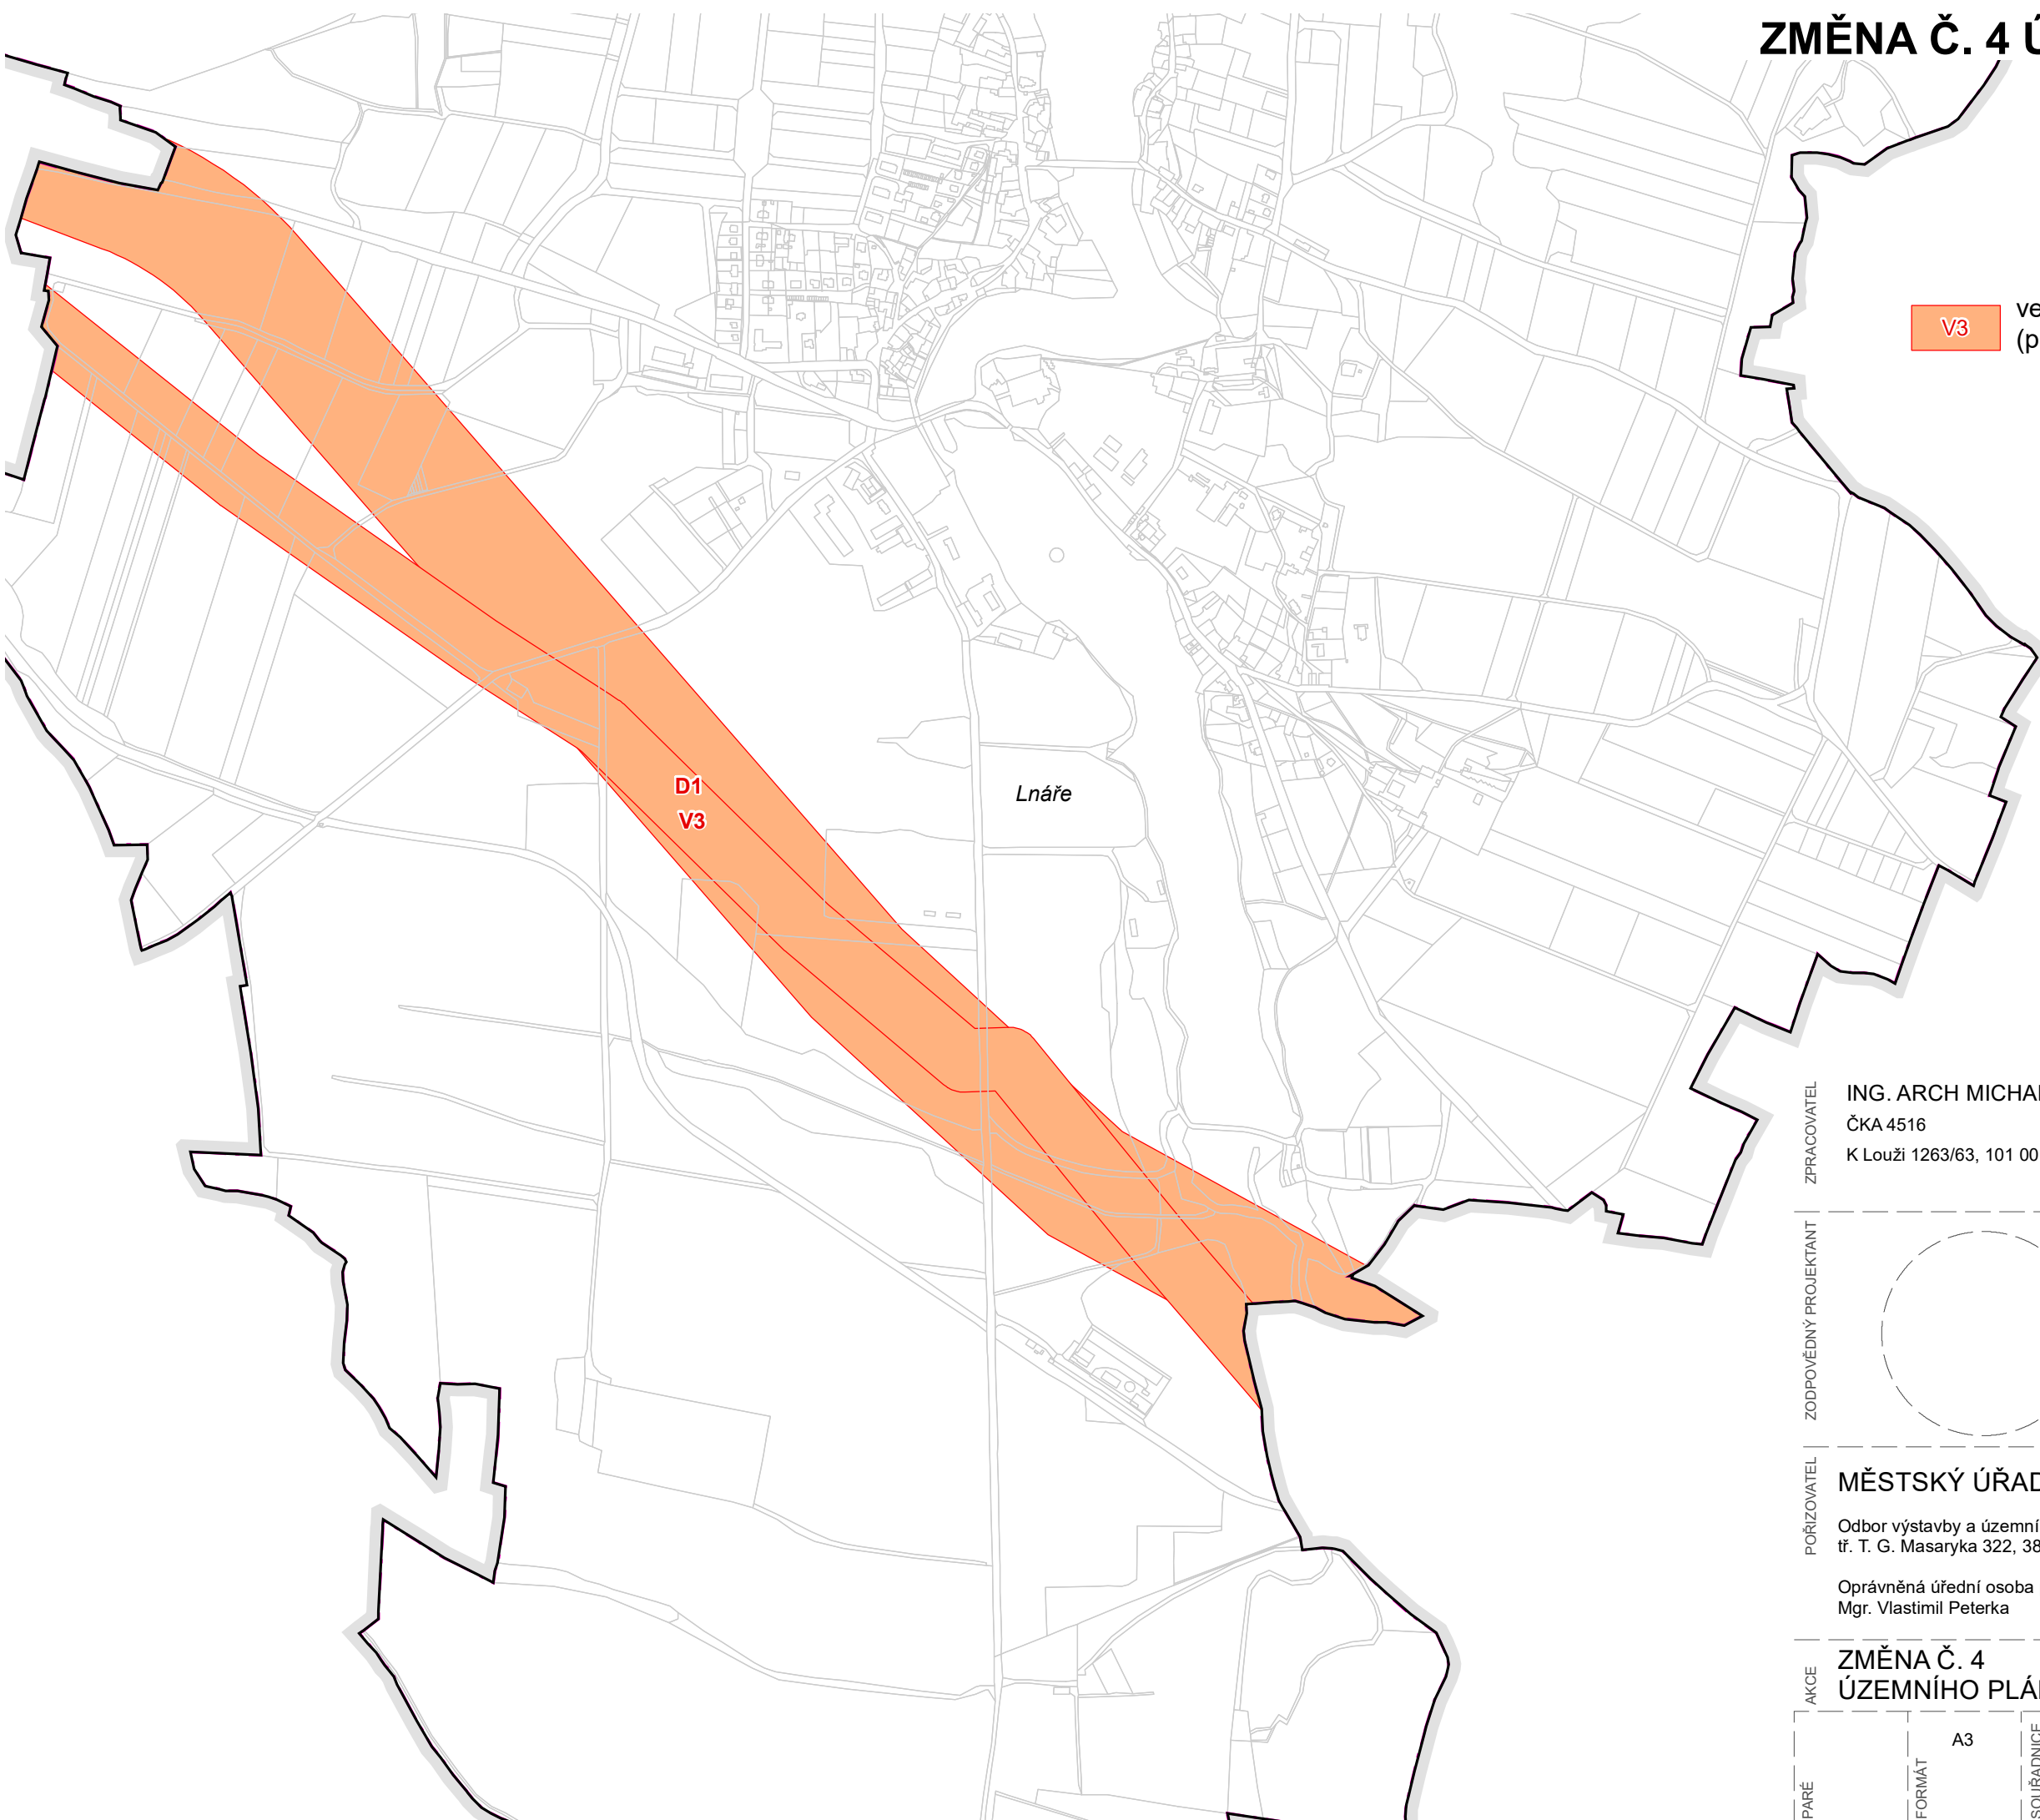 ZMĚNA Č. 4 Ú
V3
ve
(p
D1
V3
Lnáře
ZPRACOVATEL
ING. ARCH MICHAL
ČKA 4516
K Louži 1263/63, 101 00
ZODPOVĚDNÝ PROJEKTANT
POŘIZOVATEL
MĚSTSKÝ ÚŘAD
Odbor výstavby a územní
tř. T. G. Masaryka 322, 38
Oprávněná úřední osoba
Mgr. Vlastimil Peterka
AKCE
ZMĚNA Č. 4
ÚZEMNÍHO PLÁ
PARÉ
FORMÁT
A3
SOUŘADNICE